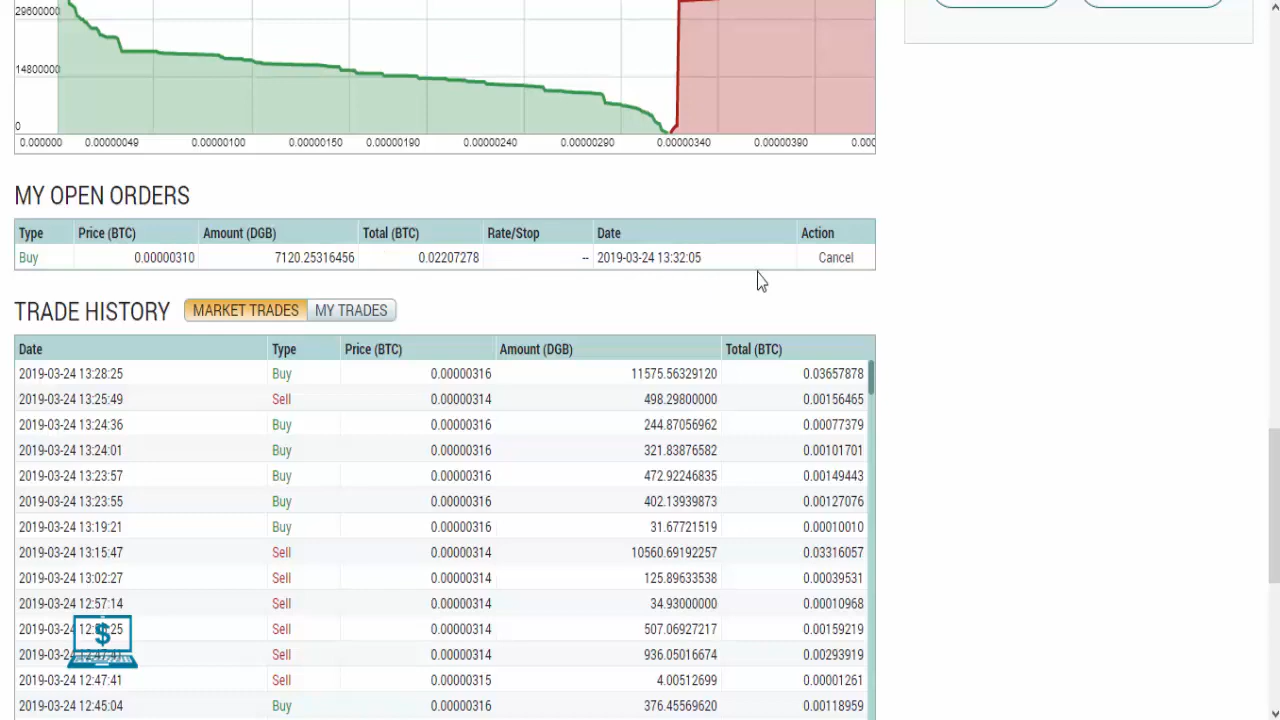 29600000
14800000
0
0.000000 0.00000049 0.00000100 0.00000150 0.00000190 0.00000240 0.00000290 0.00000340 0.00000390 0.000
MY OPEN ORDERS
Type Price (BTC) Amount (DGB) Total (BTC) Rate/Stop Date Action
Buy 0.00000310 7120.25316456 0.02207278 -- 2019-03-24 13:32:05 Cancel
TRADE HISTORY MARKET TRADES MY TRADES
Date Type Price (BTC) Amount (DGB) Total (BTC)
2019-03-24 13:28:25 Buy 0.00000316 11575.56329120 0.03657878
2019-03-24 13:25:49 Sell 0.00000314 498.29800000 0.00156465
2019-03-24 13:24:36 Buy 0.00000316 244.87056962 0.00077379
2019-03-24 13:24:01 Buy 0.00000316 321.83876582 0.00101701
2019-03-24 13:23:57 Buy 0.00000316 472.92246835 0.00149443
2019-03-24 13:23:55 Buy 0.00000316 402.13939873 0.00127076
2019-03-24 13:19:21 Buy 0.00000316 31.67721519 0.00010010
2019-03-24 13:15:47 Sell 0.00000314 10560.69192257 0.03316057
2019-03-24 13:02:27 Sell 0.00000314 125.89633538 0.00039531
2019-03-24 12:57:14 Sell 0.00000314 34.93000000 0.00010968
2019-03-24 Sell 0.00000314 507.06927217 0.00159219
$
2019-03-24 Sell 0.00000314 936.05016674 0.00293919
2019-03-24 12:47:41 Sell 0.00000315 4.00512699 0.00001261
2019-03-24 12:45:04 Buy 0.00000316 376.45569620 0.00118959